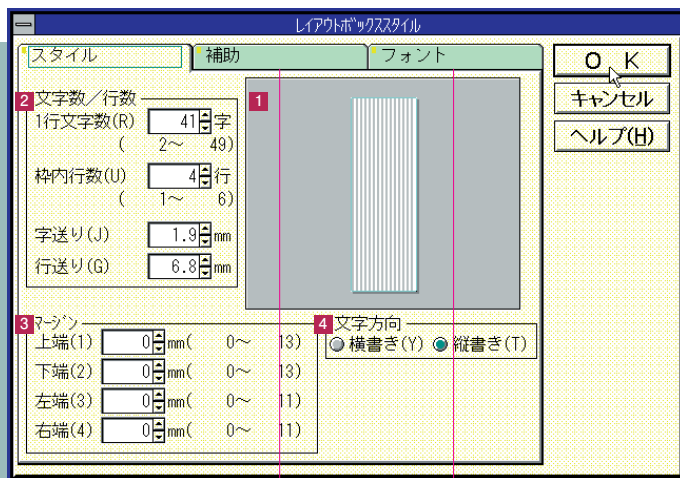 レイアウトボックススタイル
スタイル 補助 フォント
OK
キャンセル
ヘルプ(H)
1
2 文字数／行数
1行文字数(R) 41 字
( 2～ 49)
枠内行数(U) 4 行
( 1～ 6)
字送り(J) 1.9 mm
行送り(G) 6.8 mm
3 マージン
上端(1) 0 mm( 0～ 13)
下端(2) 0 mm( 0～ 13)
左端(3) 0 mm( 0～ 11)
右端(4) 0 mm( 0～ 11)
4 文字方向
横書き(Y) 縦書き(T)